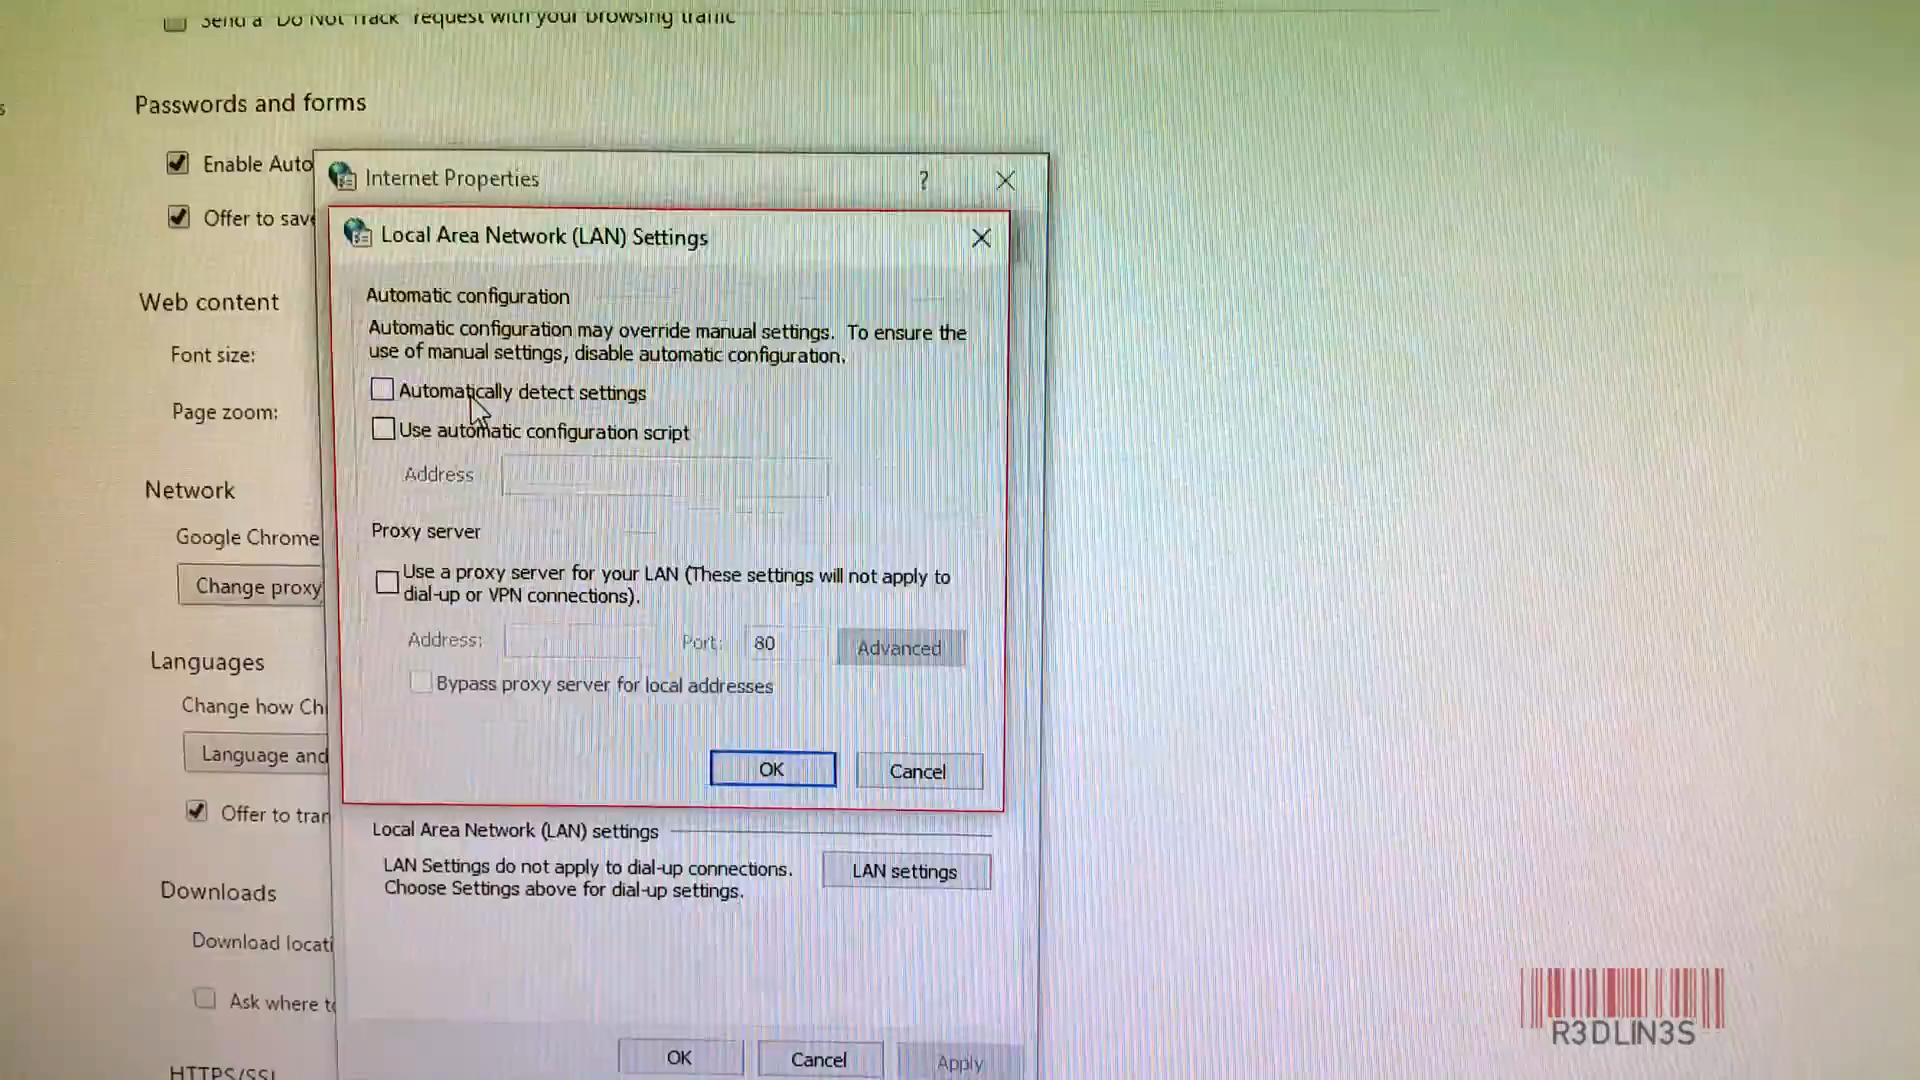 Send a "Do Not Track" request with your browsing traffic
Passwords and forms
Enable Auto
Offer to save
Web content
Font size:
Page zoom:
Network
Google Chrome
Change proxy
Languages
Change how Ch
Language and
Offer to tran
Downloads
Download locati
Ask where to
HTTPS/SSL
Internet Properties
?
Local Area Network (LAN) Settings
Automatic configuration
Automatic configuration may override manual settings. To ensure the
use of manual settings, disable automatic configuration.
Automatically detect settings
Use automatic configuration script
Address
Proxy server
Use a proxy server for your LAN (These settings will not apply to
dial-up or VPN connections).
Address:
Port: 80
Advanced
Bypass proxy server for local addresses
OK
Cancel
Local Area Network (LAN) settings
LAN Settings do not apply to dial-up connections.
Choose Settings above for dial-up settings.
LAN settings
OK
Cancel
Apply
R3DLIN3S